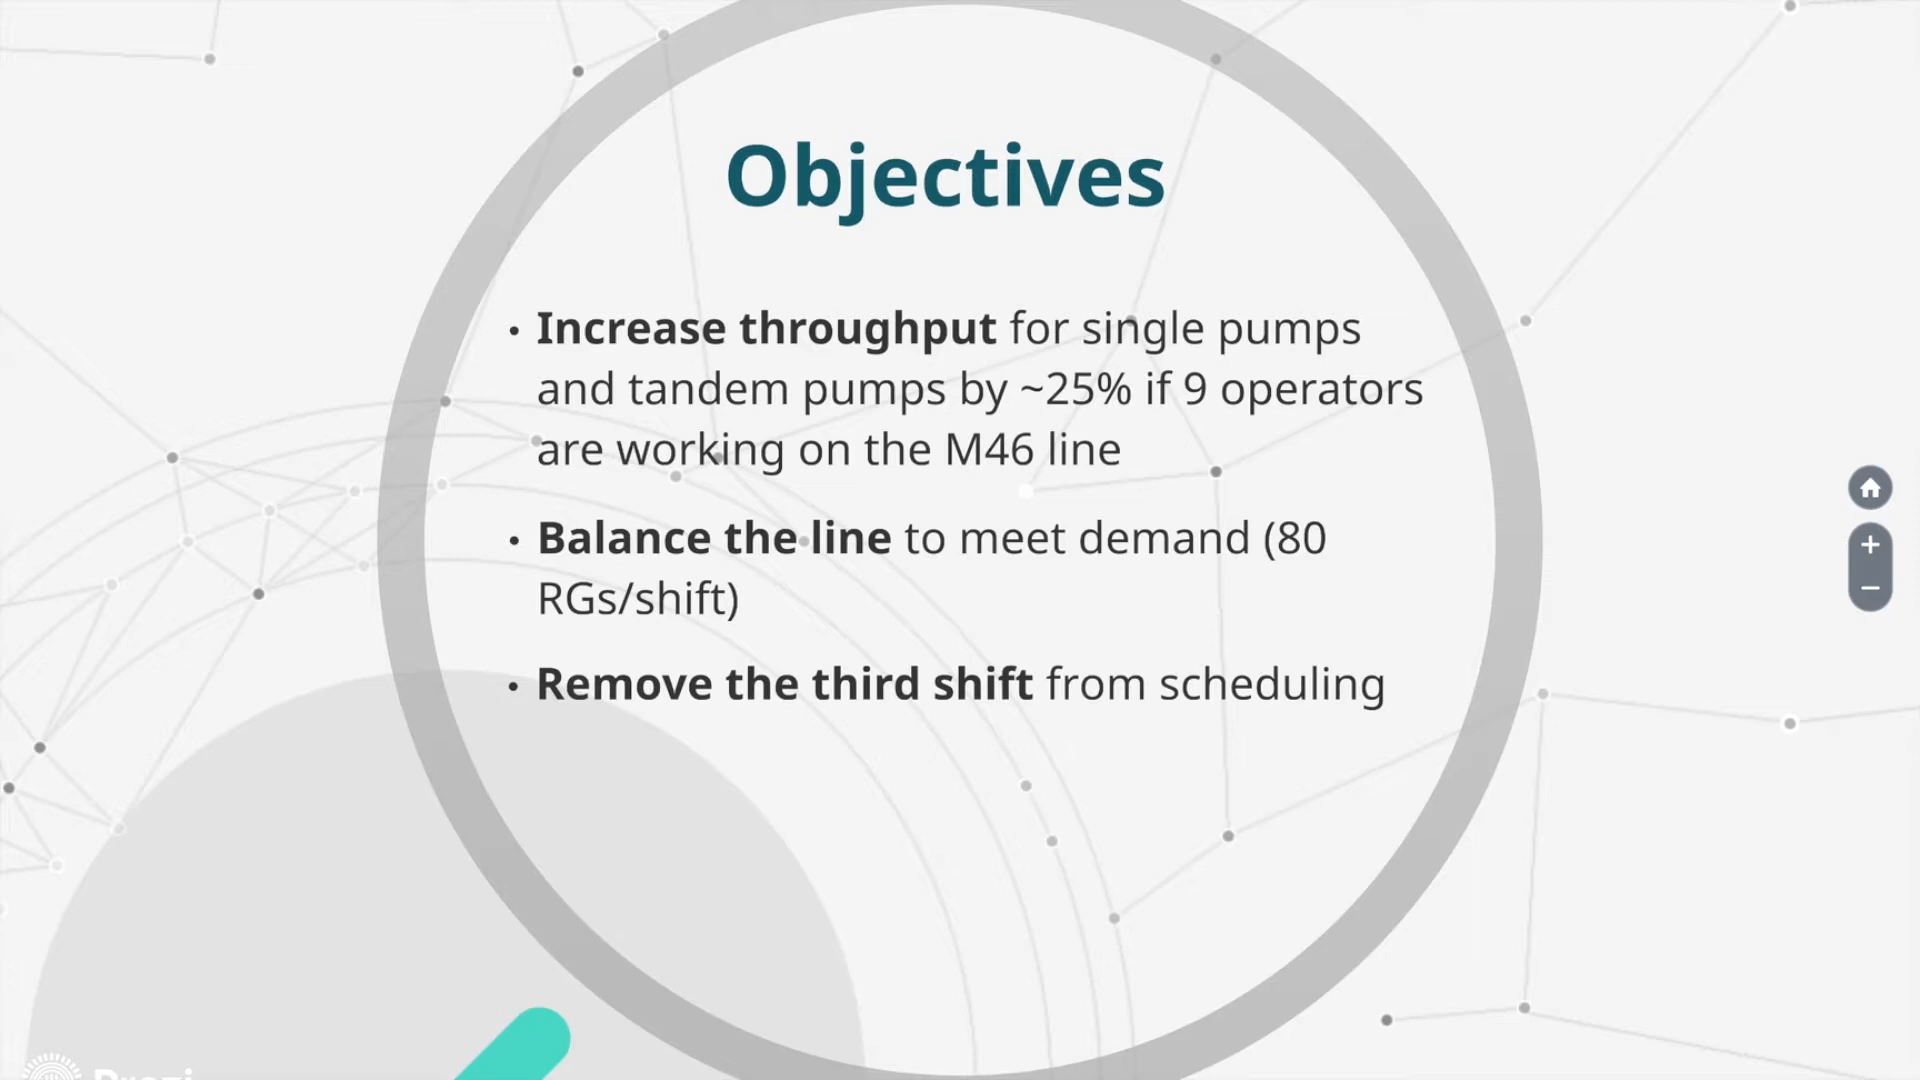 Objectives
• Increase throughput for single pumps
and tandem pumps by ~25% if 9 operators
are working on the M46 line
• Balance the line to meet demand (80
RGs/shift)
• Remove the third shift from scheduling
Prezi